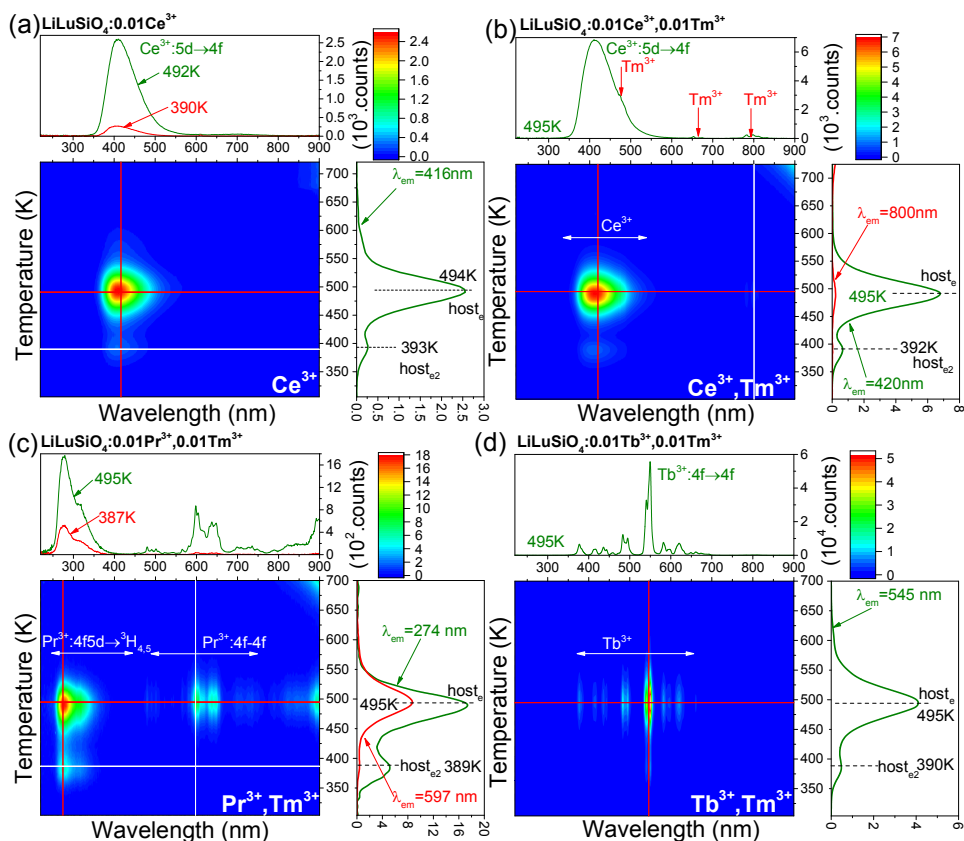 (a) LiLuSiO₄:0.01Ce³⁺
Ce³⁺:5d→4f
492K
390K
2.5
2.0
1.5
1.0
0.5
0.0
300 400 500 600 700 800 900
2.4
2.1
1.8
1.5
1.2
0.9
0.6
0.3
0.0
(10³.counts)
Temperature (K)
700
650
600
550
500
450
400
350
Ce³⁺
Wavelength (nm)
λem=416nm
494K
hoste
393K
hoste2
0.0 0.5 1.0 1.5 2.0 2.5 3.0
(b) LiLuSiO₄:0.01Ce³⁺,0.01Tm³⁺
Ce³⁺:5d→4f
Tm³⁺
Tm³⁺
Tm³⁺
495K
6
4
2
0
300 400 500 600 700 800 900
7
6
5
4
3
2
1
0
(10³.counts)
Temperature (K)
700
650
600
550
500
450
400
350
Ce³⁺
Ce³⁺,Tm³⁺
Wavelength (nm)
λem=800nm
hoste
495K
392K
hoste2
λem=420nm
0 2 4 6 8
(c) LiLuSiO₄:0.01Pr³⁺,0.01Tm³⁺
495K
387K
16
12
8
4
0
300 400 500 600 700 800 900
18
16
14
12
10
8
6
4
2
0
(10².counts)
Temperature (K)
700
650
600
550
500
450
400
350
Pr³⁺:4f5d→³H₄,₅
Pr³⁺:4f-4f
Pr³⁺,Tm³⁺
Wavelength (nm)
λem=274 nm
hoste
495K
hoste2 389K
λem=597 nm
0 4 8 12 16 20
(d) LiLuSiO₄:0.01Tb³⁺,0.01Tm³⁺
Tb³⁺:4f→4f
495K
6
4
2
0
300 400 500 600 700 800 900
5
4
3
2
1
0
(10⁴.counts)
Temperature (K)
700
650
600
550
500
450
400
350
300
Tb³⁺
Tb³⁺,Tm³⁺
Wavelength (nm)
λem=545 nm
hoste
495K
hoste2 390K
0 2 4 6